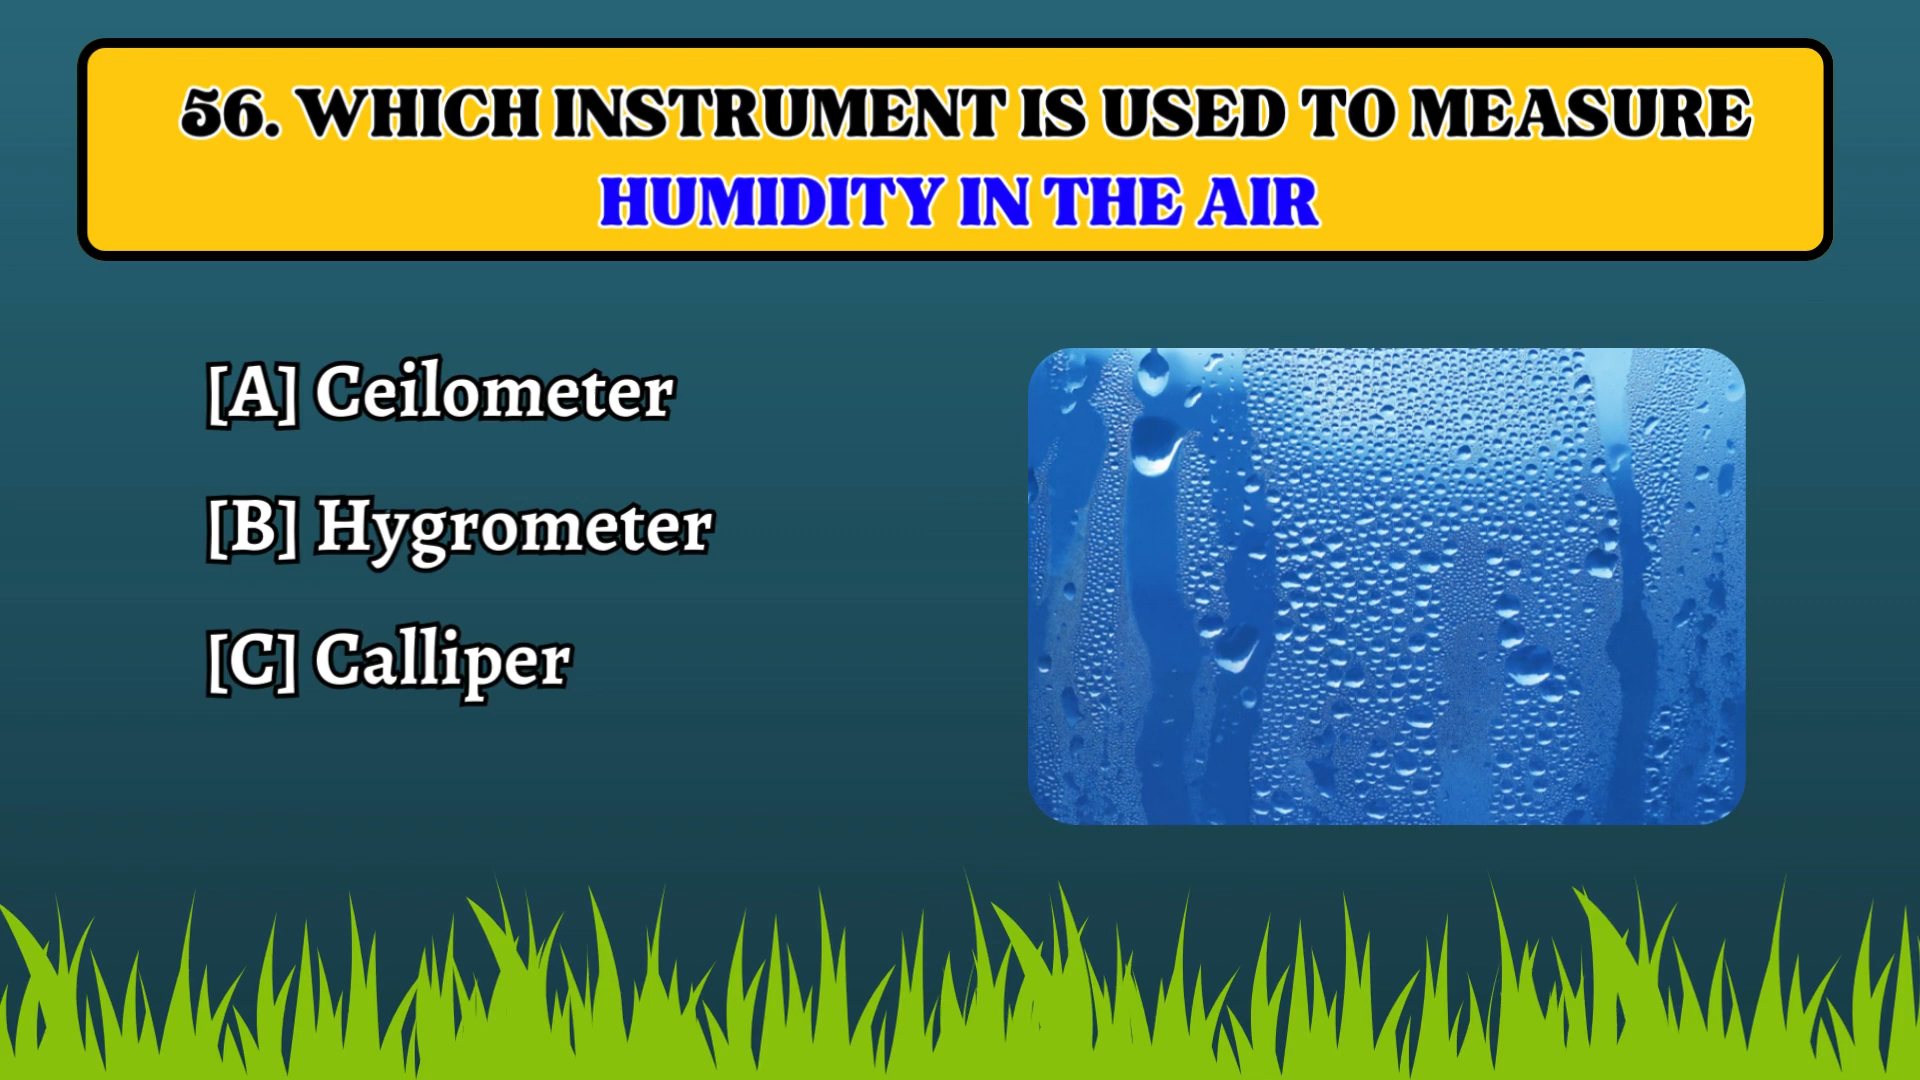 56. WHICH INSTRUMENT IS USED TO MEASURE
HUMIDITY IN THE AIR
[A] Ceilometer
[B] Hygrometer
[C] Calliper